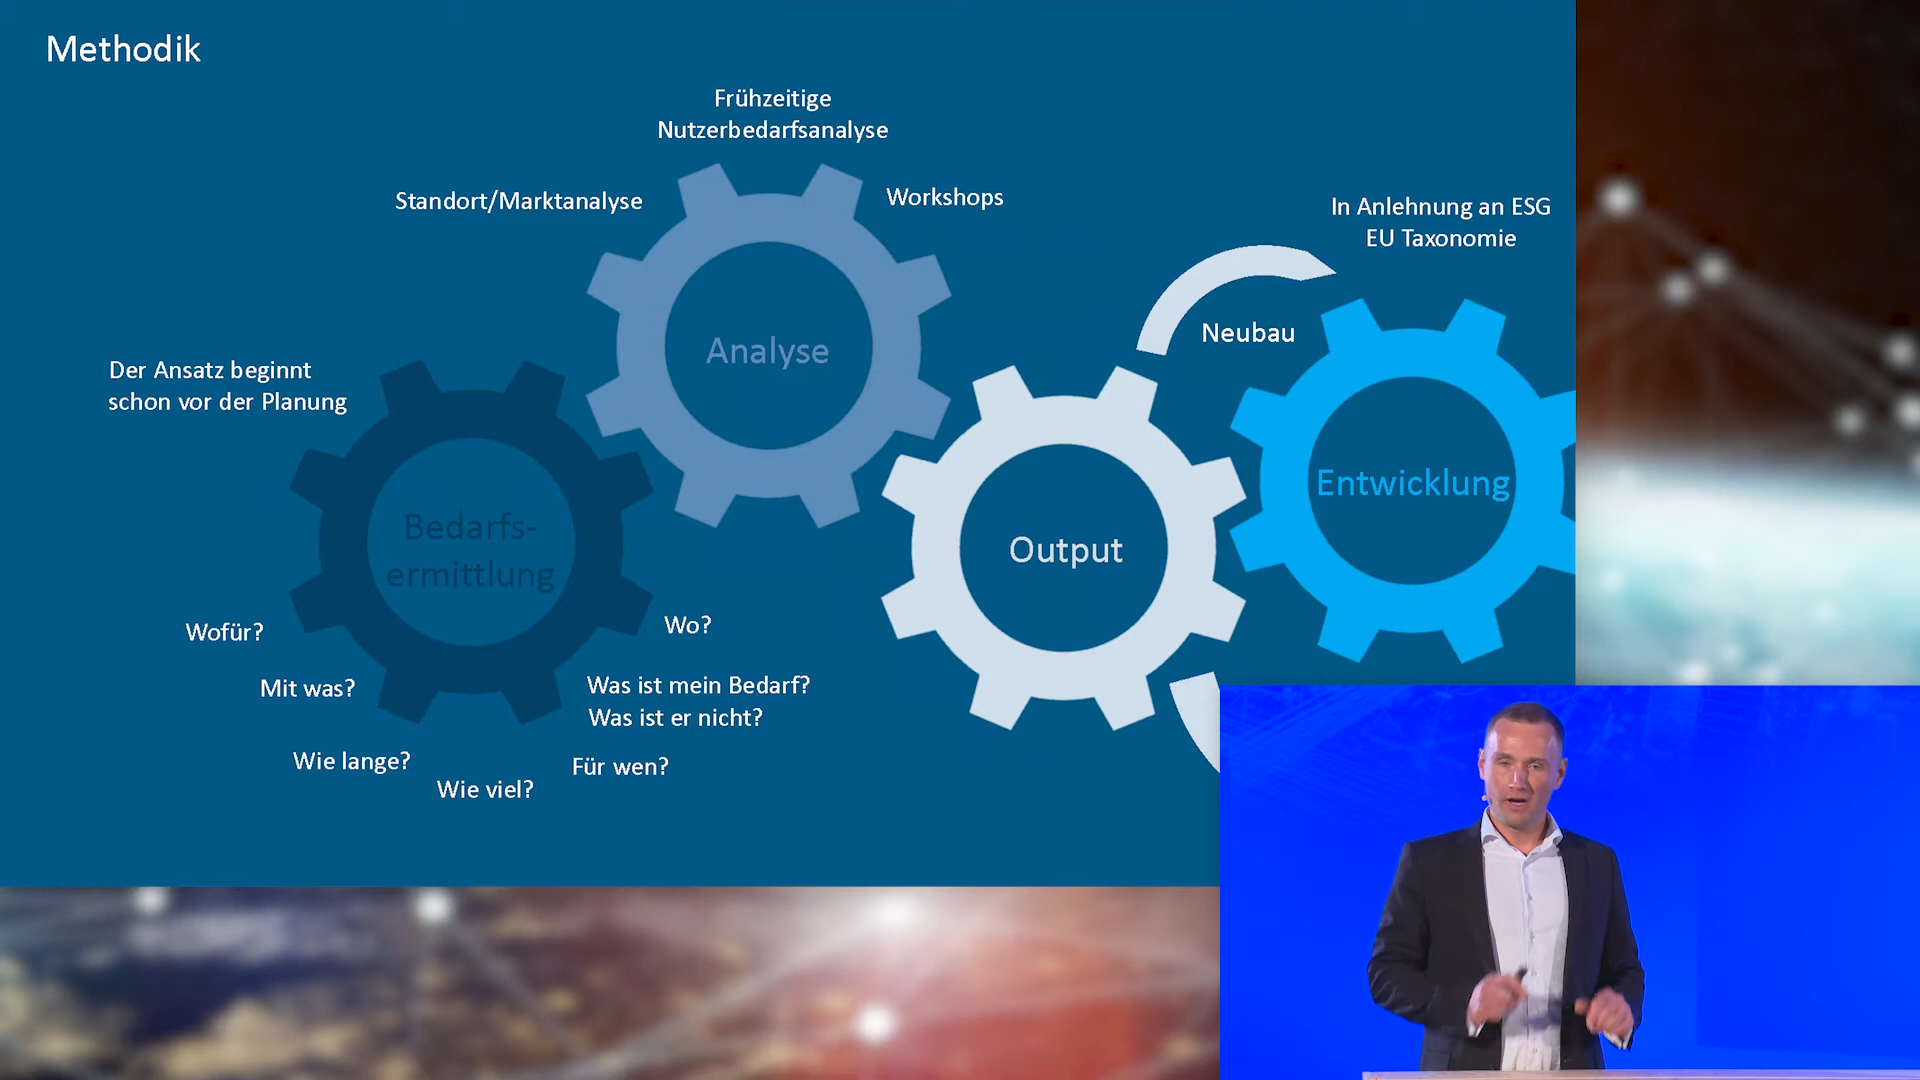 Methodik
Frühzeitige
Nutzerbedarfsanalyse
Standort/Marktanalyse
Workshops
In Anlehnung an ESG
EU Taxonomie
Neubau
Analyse
Der Ansatz beginnt
schon vor der Planung
Entwicklung
Bedarfs-
ermittlung
Output
Wofür?
Wo?
Mit was?
Was ist mein Bedarf?
Was ist er nicht?
Wie lange?
Für wen?
Wie viel?